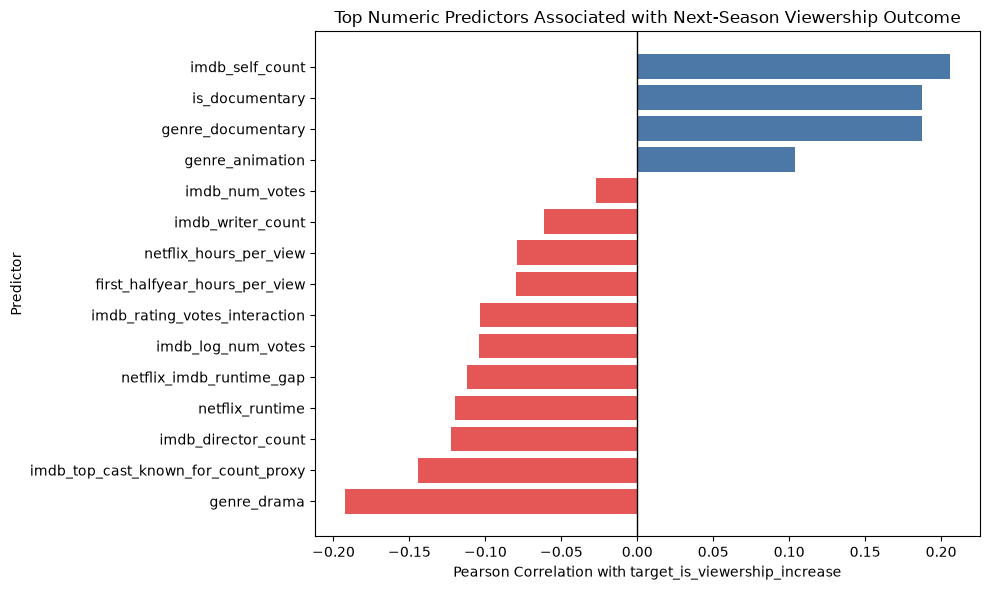 Top Numeric Predictors Associated with Next-Season Viewership Outcome
Predictor
imdb_self_count
is_documentary
genre_documentary
genre_animation
imdb_num_votes
imdb_writer_count
netflix_hours_per_view
first_halfyear_hours_per_view
imdb_rating_votes_interaction
imdb_log_num_votes
netflix_imdb_runtime_gap
netflix_runtime
imdb_director_count
imdb_top_cast_known_for_count_proxy
genre_drama
−0.20 −0.15 −0.10 −0.05 0.00 0.05 0.10 0.15 0.20
Pearson Correlation with target_is_viewership_increase